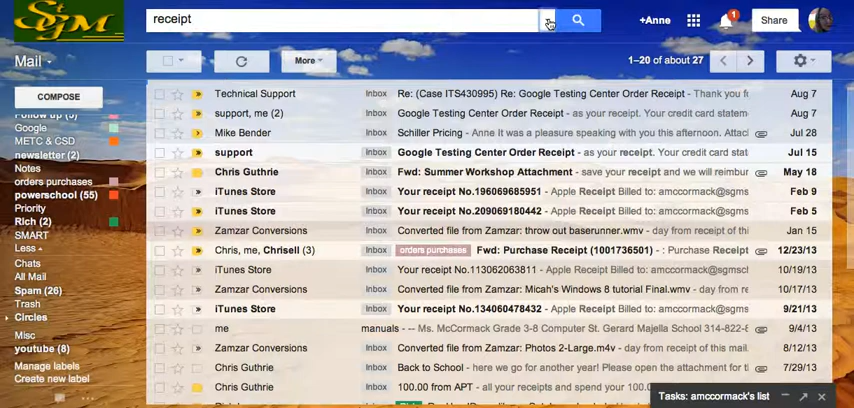 SGM
receipt
+Anne
1
Share
Mail
More
1–20 of about 27
COMPOSE
Follow up (5)
Google
METC & CSD
newsletter (2)
Notes
orders purchases
powerschool (55)
Priority
Rich (2)
SMART
Less
Chats
All Mail
Spam (26)
Trash
Circles
Misc
youtube (8)
Manage labels
Create new label
Technical Support Inbox Re: (Case ITS430995) Re: Google Testing Center Order Receipt - Thank you f Aug 7
support, me (2) Inbox Google Testing Center Order Receipt - as your receipt. Your credit card statem Aug 7
Mike Bender Inbox Schiller Pricing - Anne It was a pleasure speaking with you this afternoon. Attac Jul 28
support Inbox Google Testing Center Order Receipt - as your receipt. Your credit card stat Jul 15
Chris Guthrie Inbox Fwd: Summer Workshop Attachment - save your receipt and we will reimbur May 18
iTunes Store Inbox Your receipt No.196069685951 - Apple Receipt Billed to: amccormack@sgms Feb 9
iTunes Store Inbox Your receipt No.209069180442 - Apple Receipt Billed to: amccormack@sgms Feb 5
Zamzar Conversions Inbox Converted file from Zamzar: throw out baserunner.wmv - day from receipt of t Jan 15
Chris, me, Chrisell (3) Inbox orders purchases Fwd: Purchase Receipt (1001736501) - : Purchase Receipt 12/23/13
iTunes Store Inbox Your receipt No.113062063811 - Apple Receipt Billed to: amccormack@sgmsch 10/19/13
Zamzar Conversions Inbox Converted file from Zamzar: Micah's Windows 8 tutorial Final.wmv - day from re 10/17/13
iTunes Store Inbox Your receipt No.134060478432 - Apple Receipt Billed to: amccormack@sgms 9/21/13
me manuals - -- Ms. McCormack Grade 3-8 Computer St. Gerard Majella School 314-822-8 9/4/13
Zamzar Conversions Inbox Converted file from Zamzar: Photos 2-Large.m4v - day from receipt of this mail. 8/12/13
Chris Guthrie Inbox Back to School - here we go for another year! Please depart with the following 7/29/13
Chris Guthrie Inbox 100.00 from APT - all your receipts and spend your 100.0
Tasks: amccormack's list